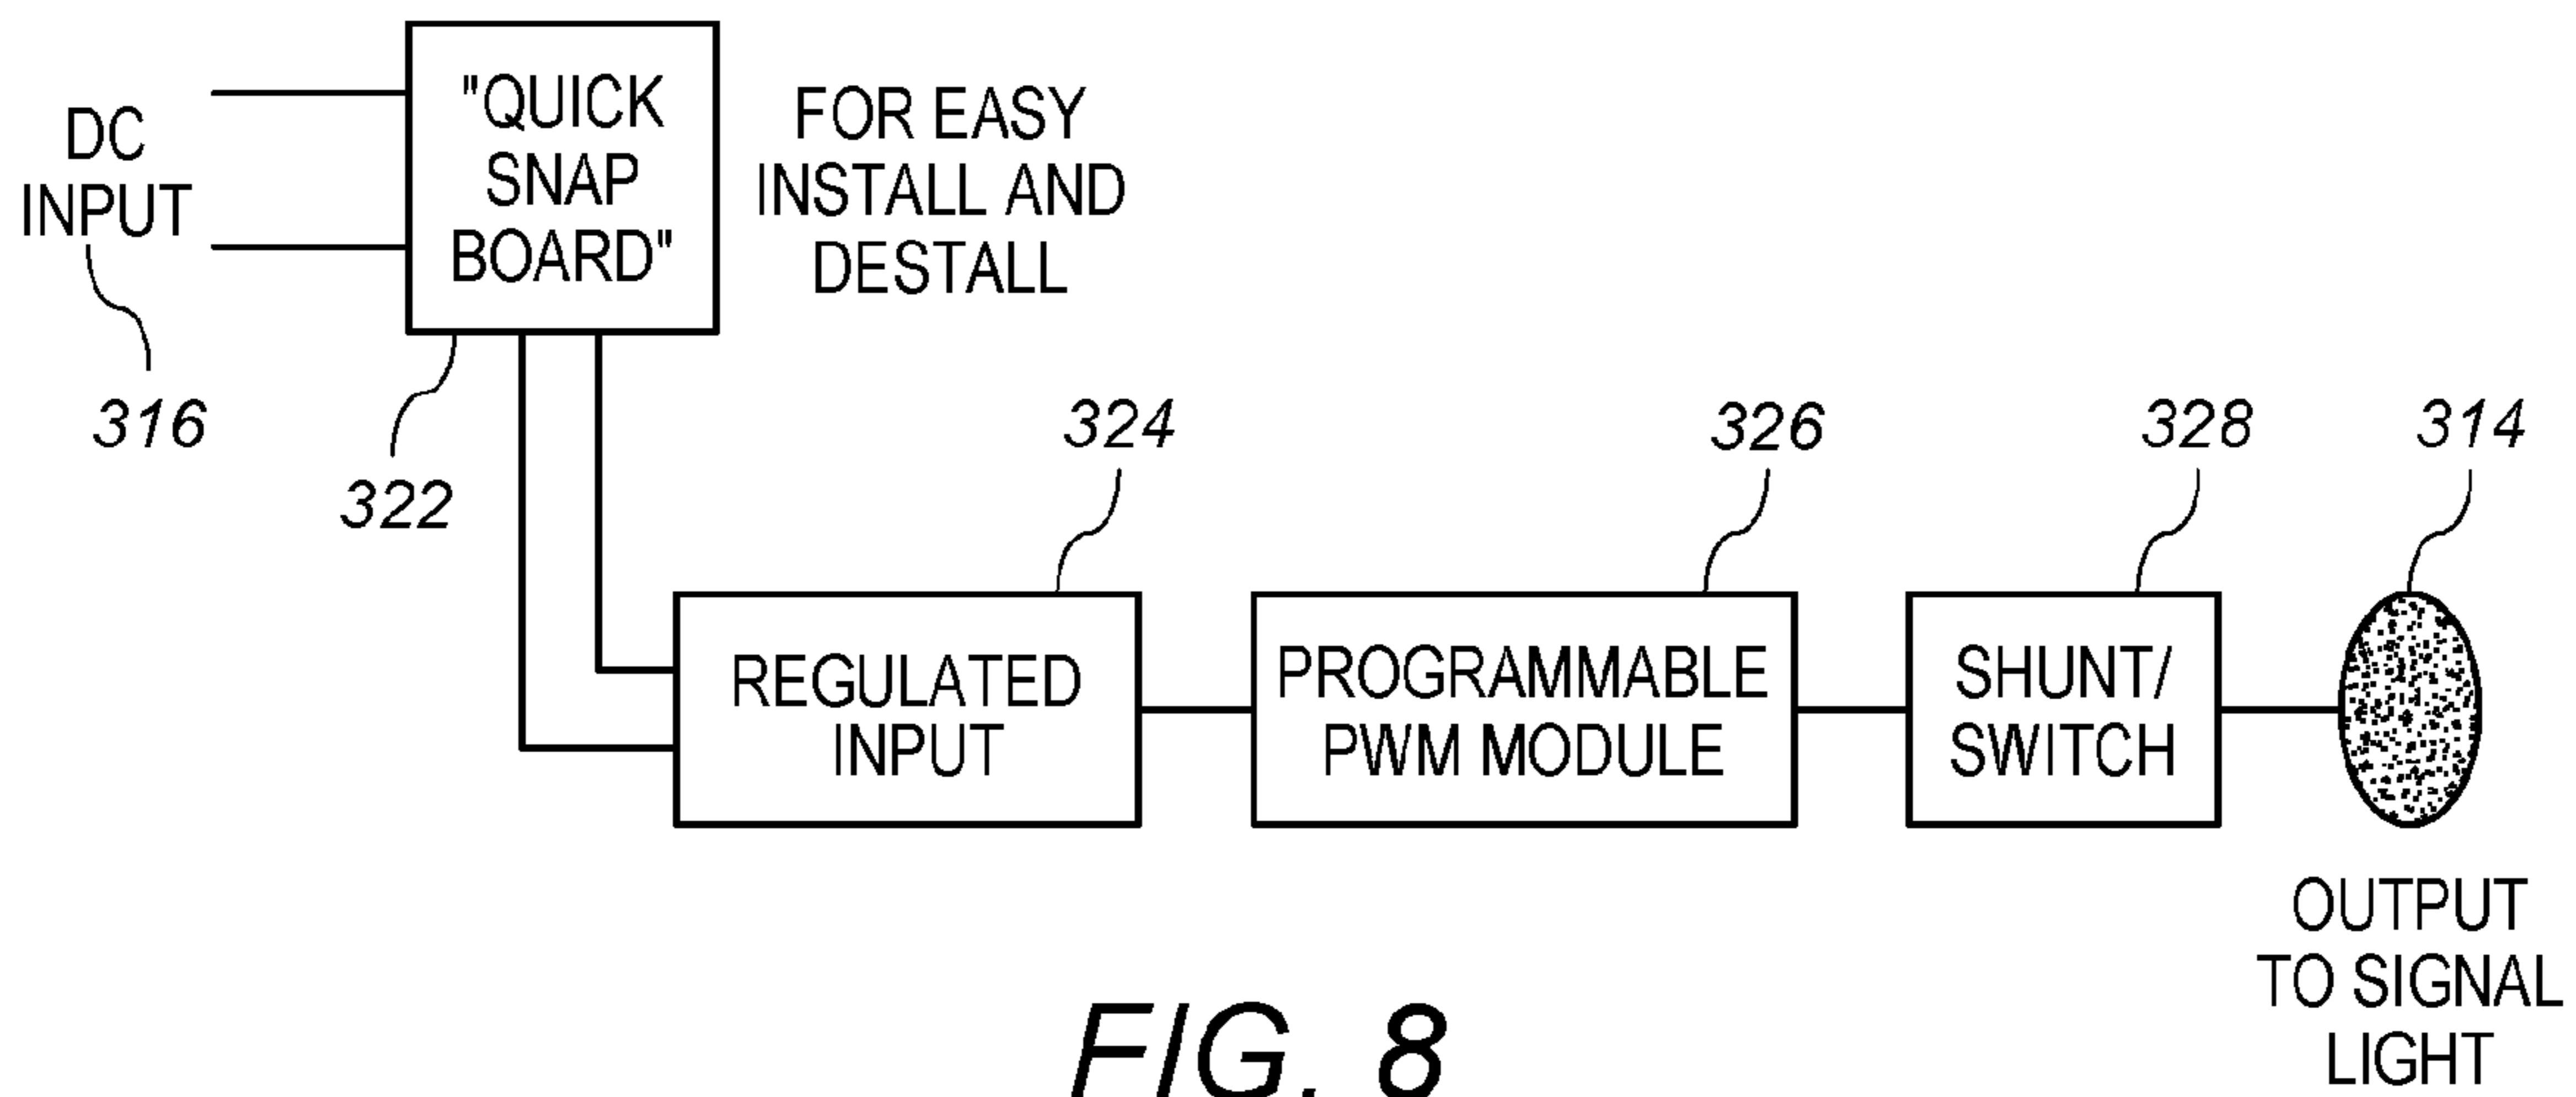 DC
INPUT
316
"QUICK
SNAP
BOARD"
322
FOR EASY
INSTALL AND
DESTALL
324
REGULATED
INPUT
326
PROGRAMMABLE
PWM MODULE
328
SHUNT/
SWITCH
314
OUTPUT
TO SIGNAL
LIGHT
FIG. 8